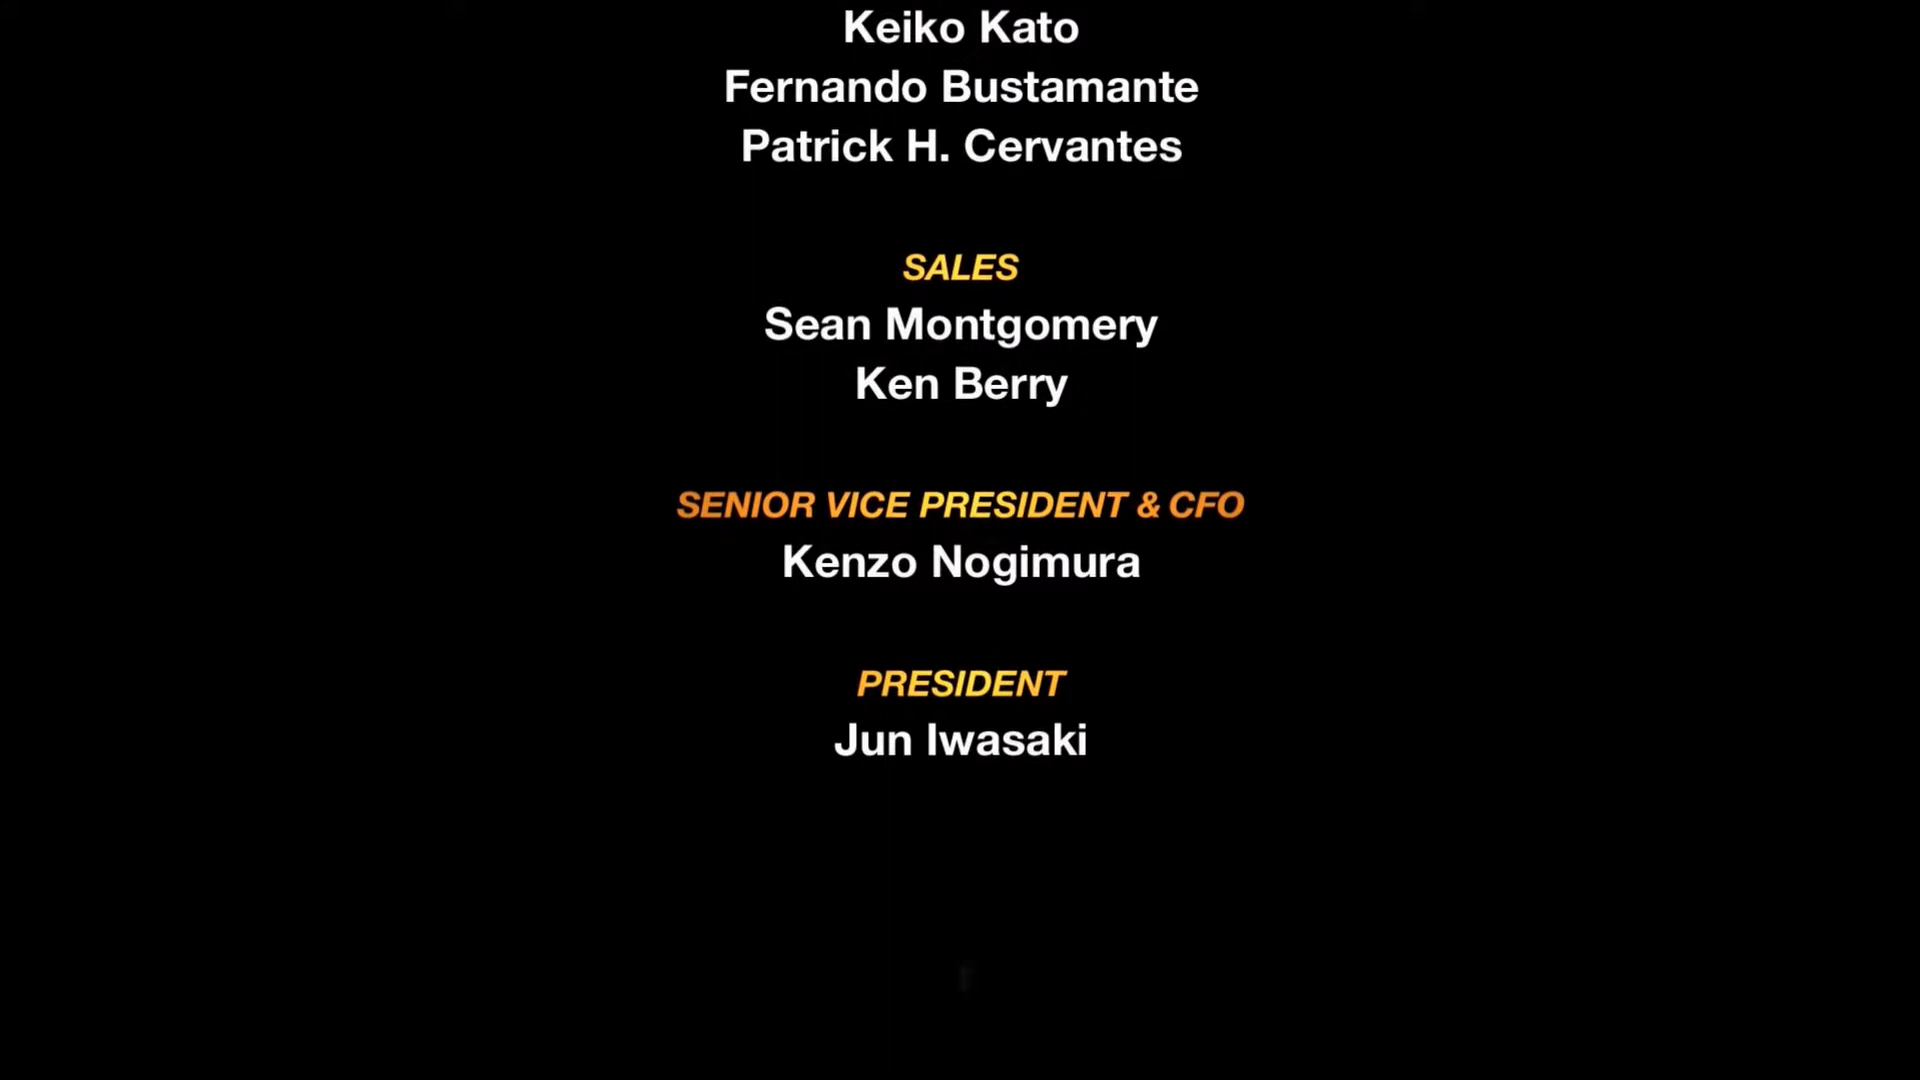 Keiko Kato
Fernando Bustamante
Patrick H. Cervantes
SALES
Sean Montgomery
Ken Berry
SENIOR VICE PRESIDENT & CFO
Kenzo Nogimura
PRESIDENT
Jun Iwasaki